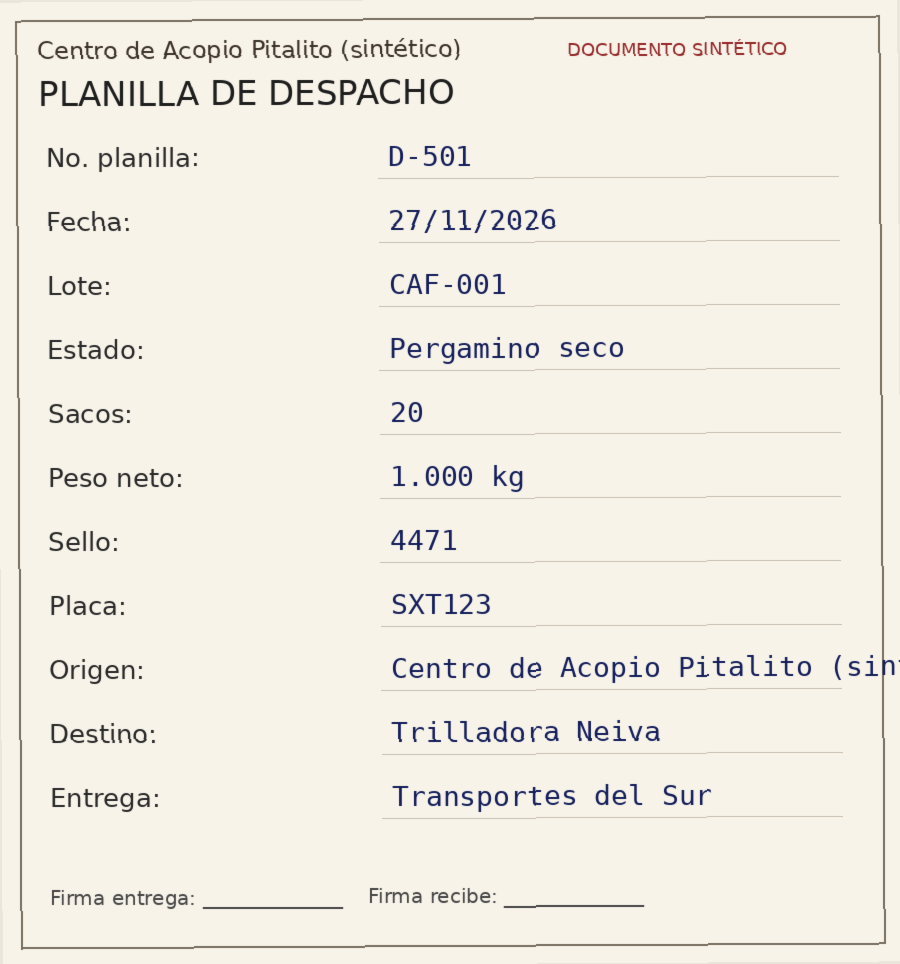 Centro de Acopio Pitalito (sintético)
DOCUMENTO SINTÉTICO
PLANILLA DE DESPACHO
No. planilla: D-501
Fecha: 27/11/2026
Lote: CAF-001
Estado: Pergamino seco
Sacos: 20
Peso neto: 1.000 kg
Sello: 4471
Placa: SXT123
Origen: Centro de Acopio Pitalito
Destino: Trilladora Neiva
Entrega: Transportes del Sur
Firma entrega: Firma recibe: